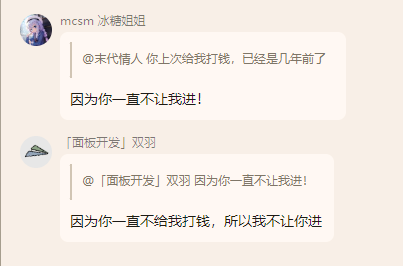 mcsm 冰糖姐姐
@末代情人 你上次给我打钱，已经是几年前了
因为你一直不让我进！
「面板开发」双羽
@「面板开发」双羽 因为你一直不让我进！
因为你一直不给我打钱，所以我不让你进